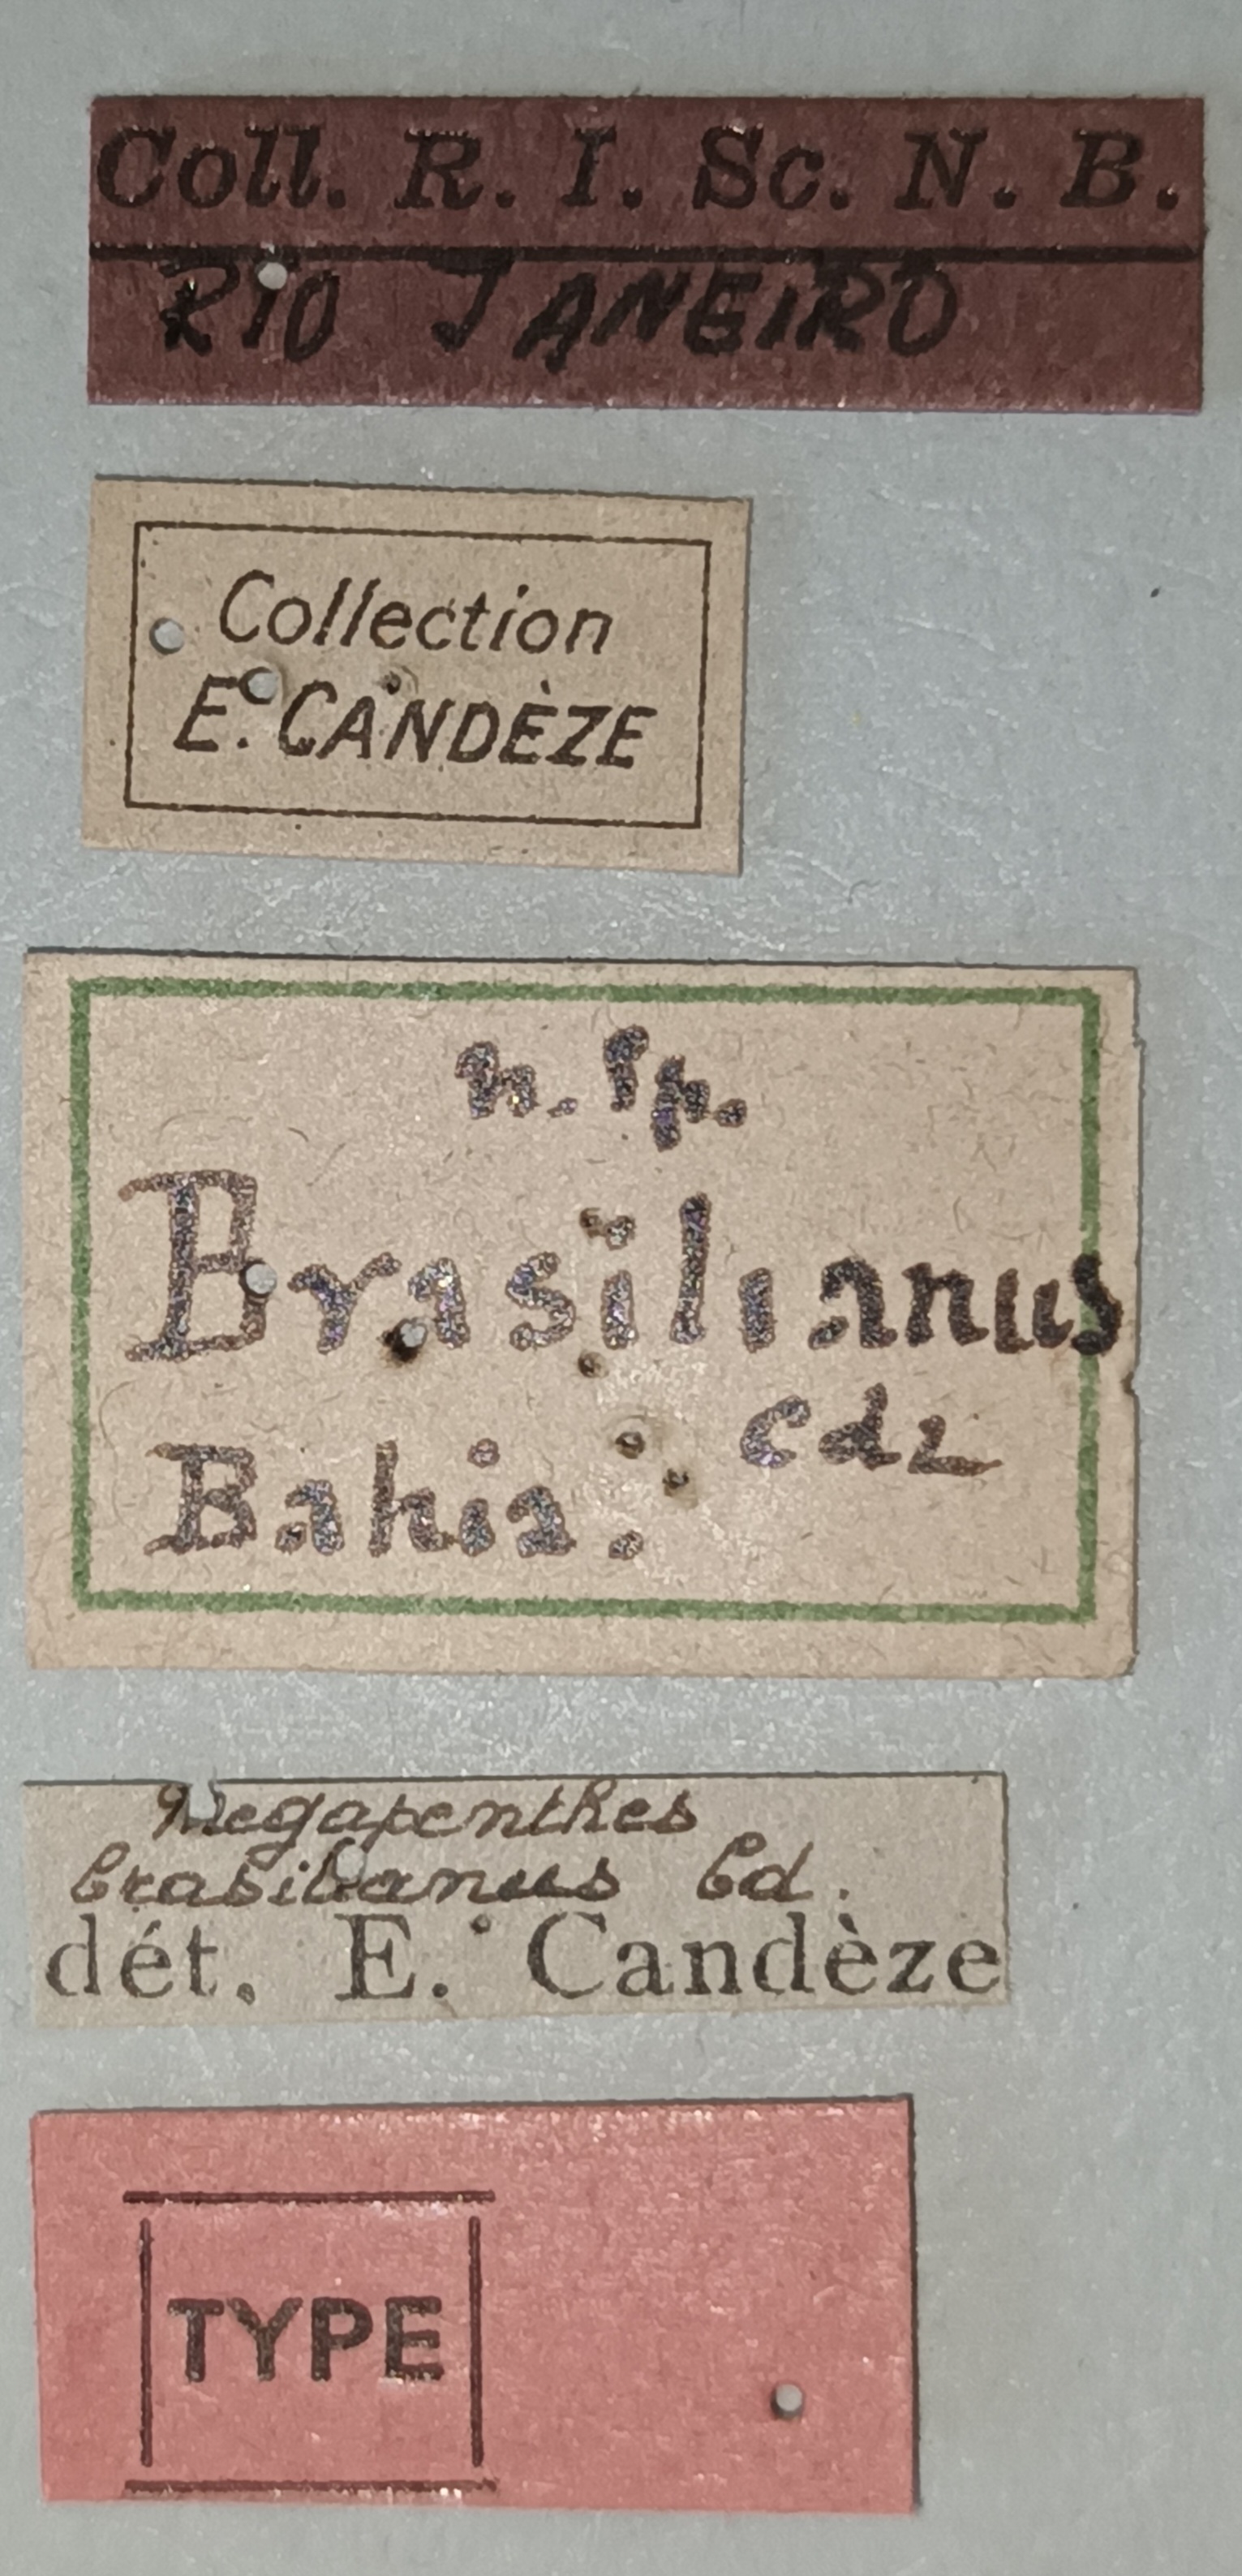 Coll. R. I. Sc. N. B.
RIO JANEIRO
Collection
E. CANDÈZE
n. sp.
Brasilianus
cdz
Bahia.
Megapenthes
brasilianus Cd.
dét. E. Candèze
TYPE